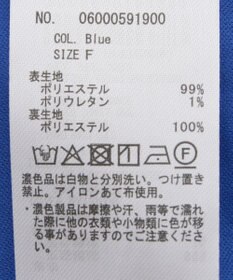 NO. 06000591900
COL. Blue
SIZE F
表生地
ポリエステル 99%
ポリウレタン 1%
裏生地
ポリエステル 100%
濃色品は白物と分別洗い。つけ置き
禁止。アイロンあて布使用。
・濃色製品は摩擦や汗、雨等で濡れ
た際に他の衣類や小物類に色が移
る事がありますのでご注意くださ
い。